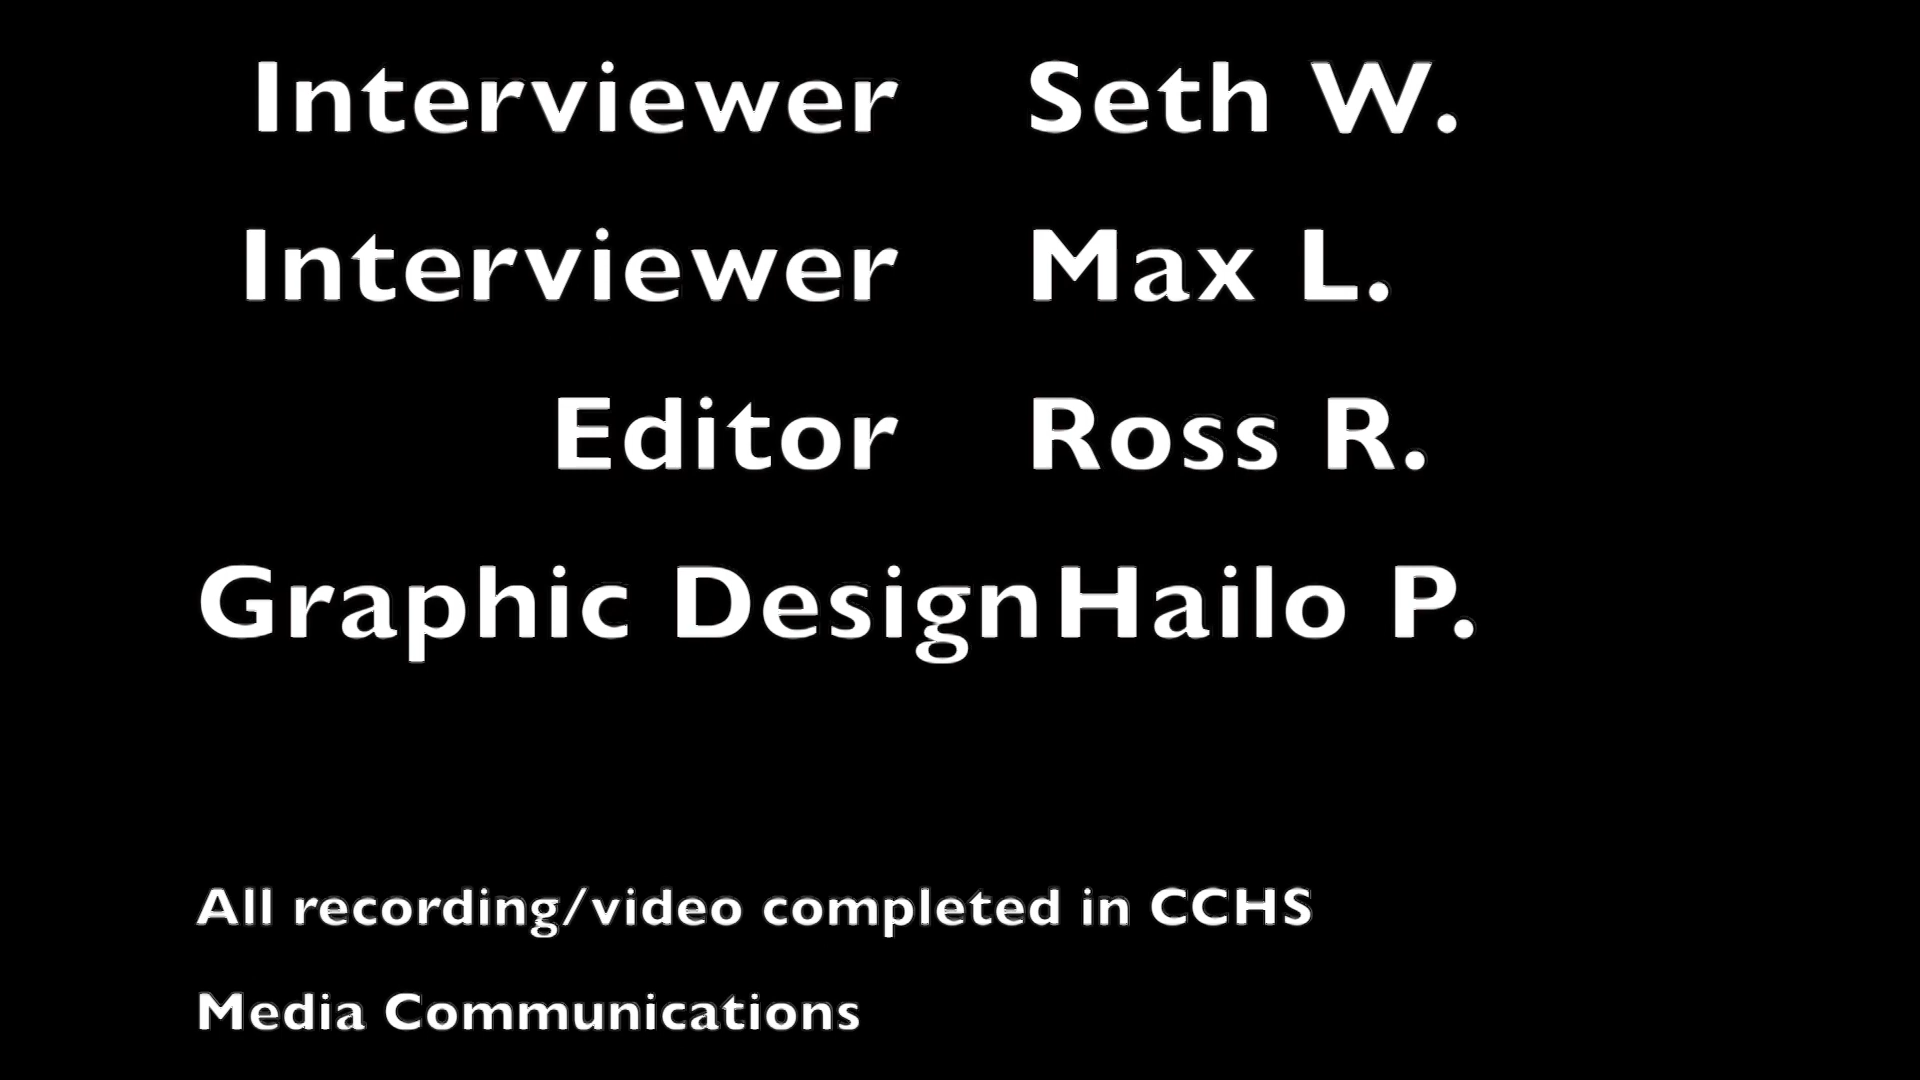 Interviewer Seth W.
Interviewer Max L.
Editor Ross R.
Graphic Design Hailo P.
All recording/video completed in CCHS
Media Communications